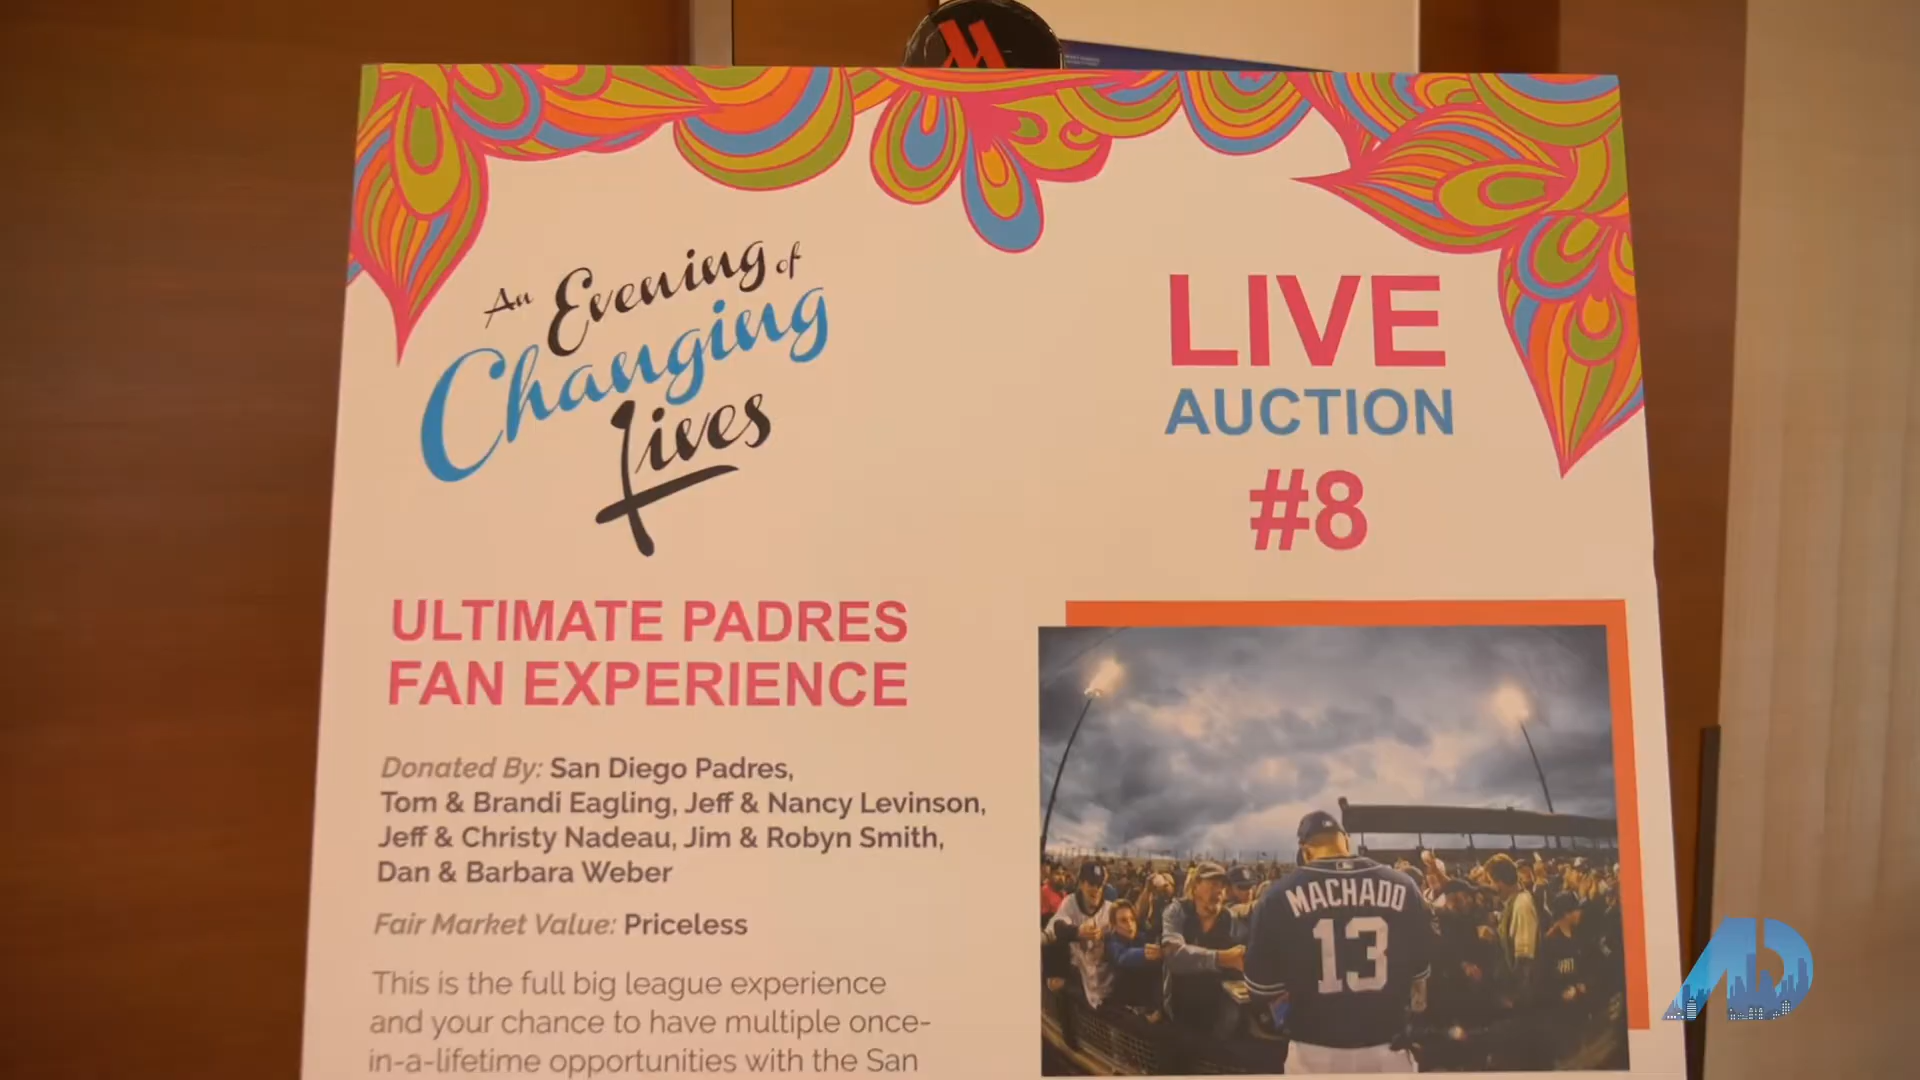 An Evening of
Changing
Lives
LIVE
AUCTION
#8
ULTIMATE PADRES
FAN EXPERIENCE
Donated By: San Diego Padres,
Tom & Brandi Eagling, Jeff & Nancy Levinson,
Jeff & Christy Nadeau, Jim & Robyn Smith,
Dan & Barbara Weber
Fair Market Value: Priceless
This is the full big league experience
and your chance to have multiple once-
in-a-lifetime opportunities with the San
MACHADO
13
AD